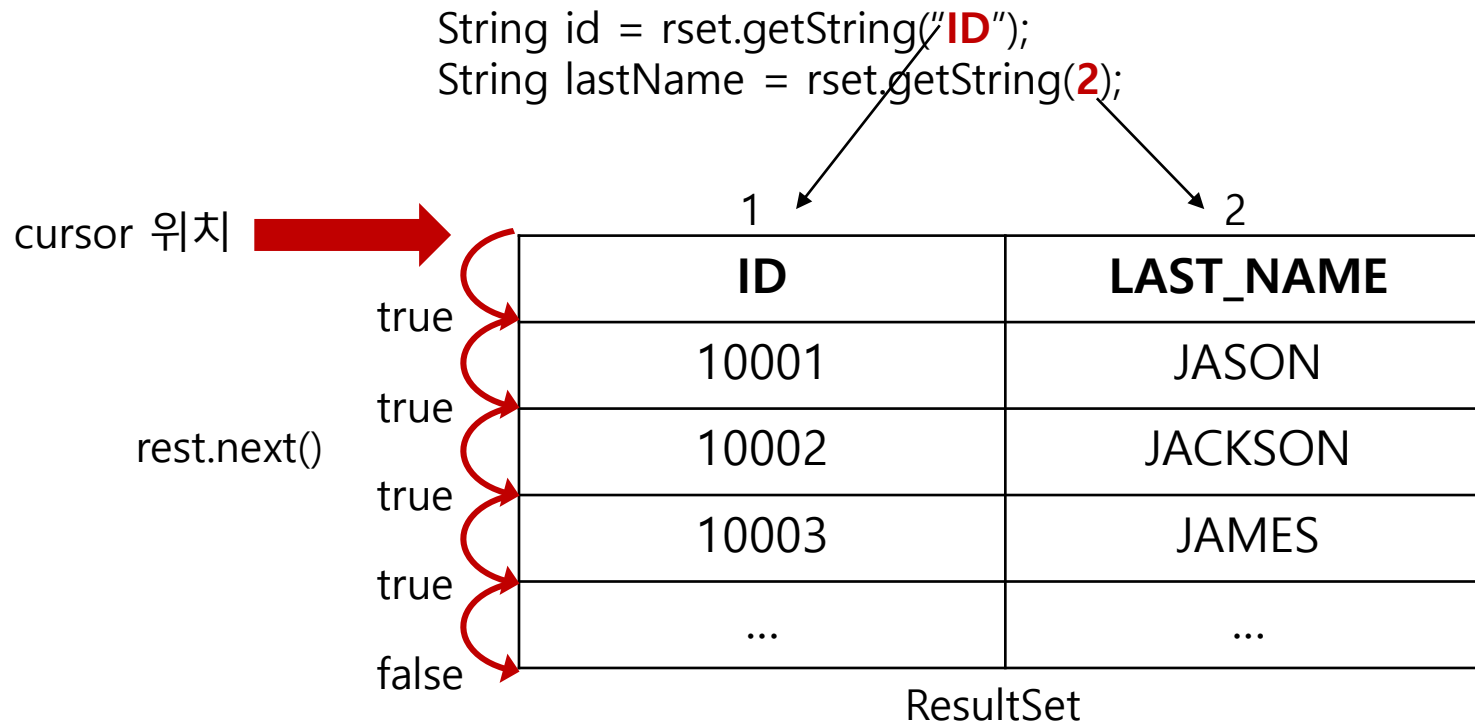 String id = rset.getString(“ID”);
String lastName = rset.getString(2);
1 2
cursor 위치
ID LAST_NAME
true
10001 JASON
true
rest.next()
10002 JACKSON
true
10003 JAMES
true
... ...
false
ResultSet